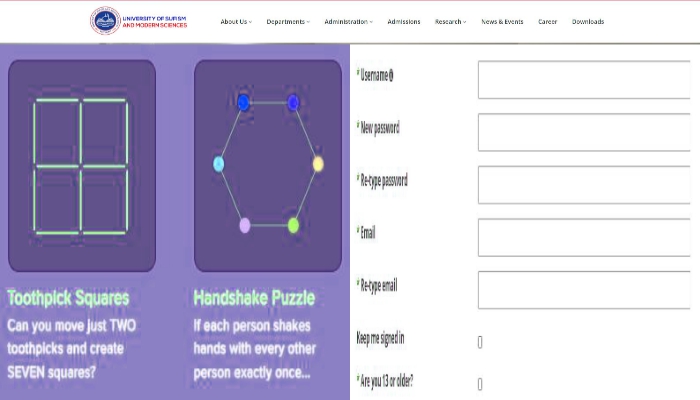 UNIVERSITY OF SUFISM
AND MODERN SCIENCES
About Us
Departments
Administration
Admissions
Research
News & Events
Career
Downloads
Toothpick Squares
Can you move just TWO
toothpicks and create
SEVEN squares?
Handshake Puzzle
If each person shakes
hands with every other
person exactly once...
* Username@
* New password
* Re-type password
* Email
* Re-type email
Keep me signed in
* Are you 13 or older?